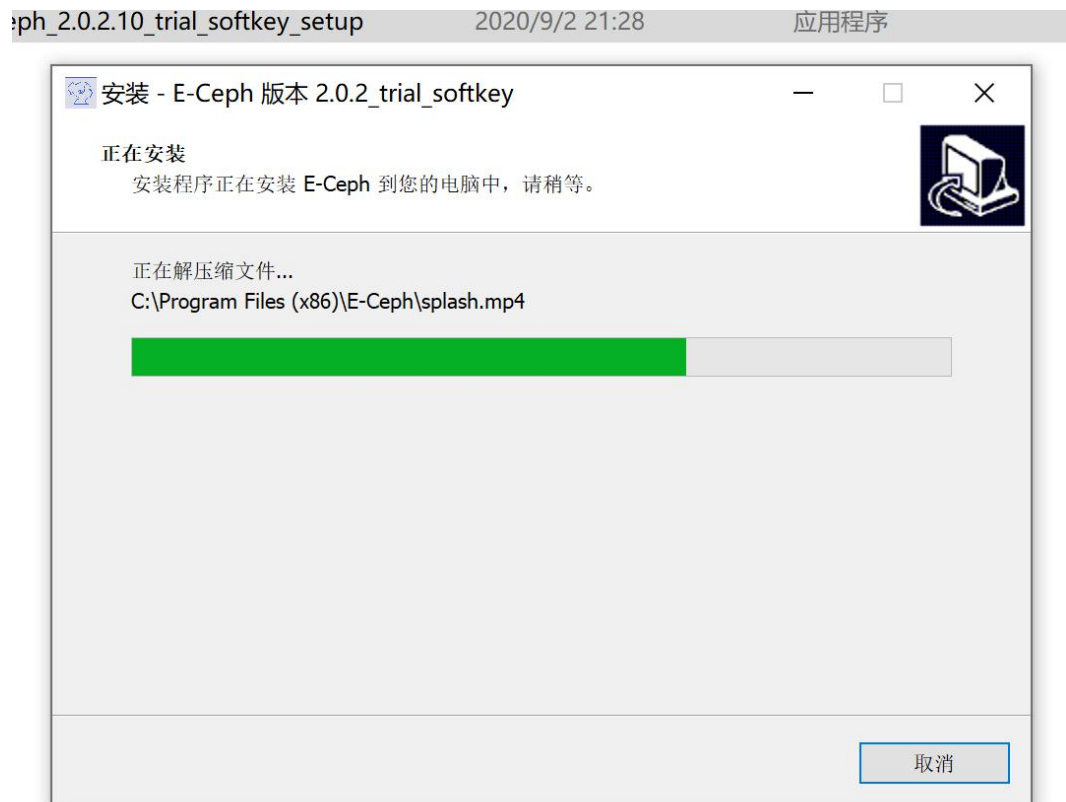 eph_2.0.2.10_trial_softkey_setup 2020/9/2 21:28 应用程序
安装 - E-Ceph 版本 2.0.2_trial_softkey
正在安装
安装程序正在安装 E-Ceph 到您的电脑中，请稍等。
正在解压缩文件...
C:\Program Files (x86)\E-Ceph\splash.mp4
取消